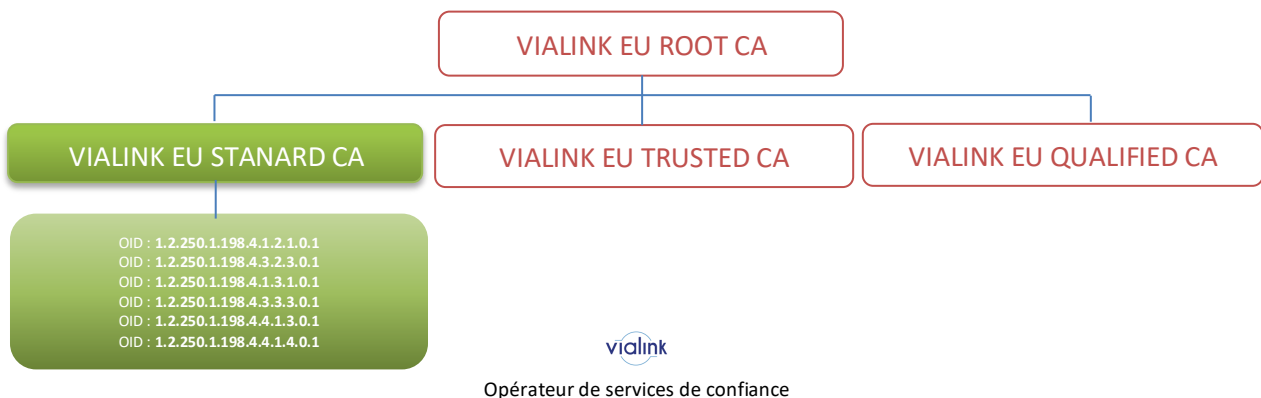 VIALINK EU ROOT CA
VIALINK EU STANARD CA
VIALINK EU TRUSTED CA
VIALINK EU QUALIFIED CA
OID : 1.2.250.1.198.4.1.2.1.0.1
OID : 1.2.250.1.198.4.3.2.3.0.1
OID : 1.2.250.1.198.4.1.3.1.0.1
OID : 1.2.250.1.198.4.3.3.3.0.1
OID : 1.2.250.1.198.4.4.1.3.0.1
OID : 1.2.250.1.198.4.4.1.4.0.1
vialink
Opérateur de services de confiance